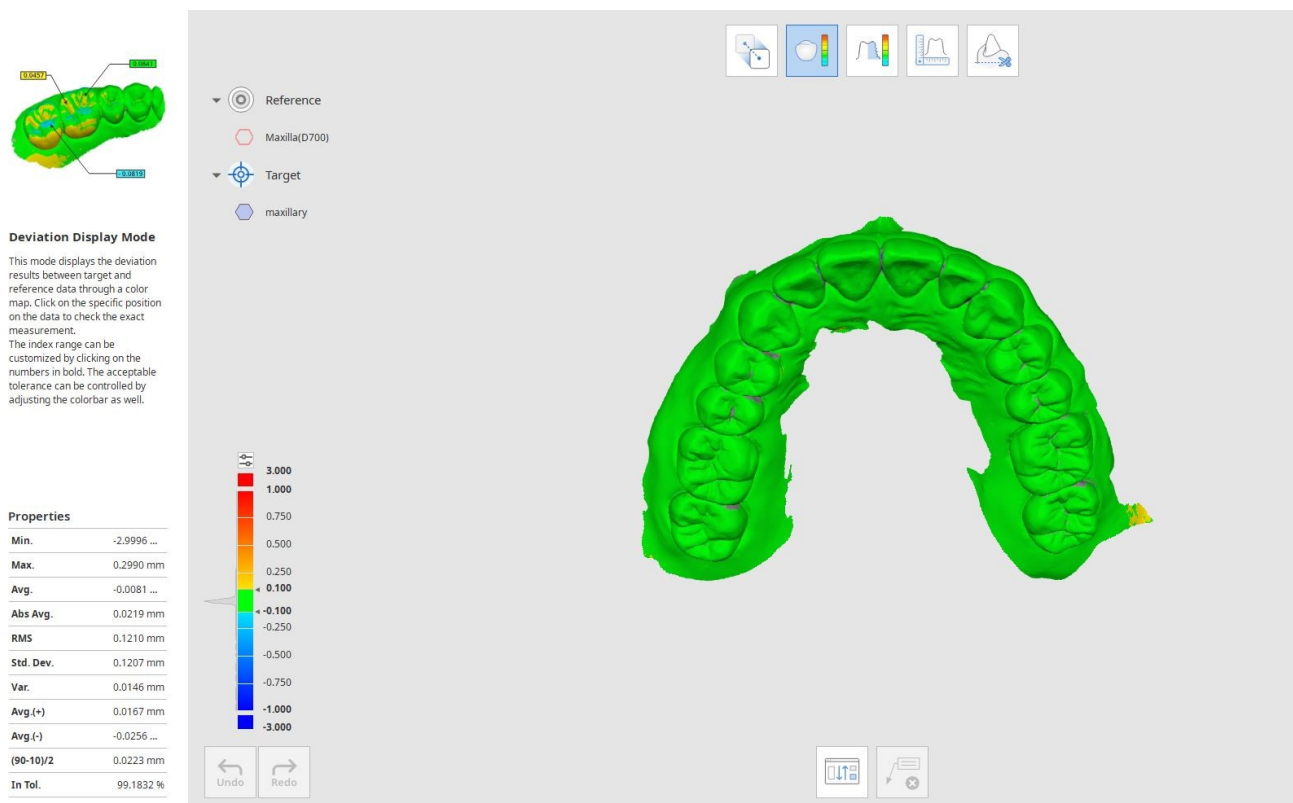 0.0841
0.0457
-0.0819
Deviation Display Mode
This mode displays the deviation
results between target and
reference data through a color
map. Click on the specific position
on the data to check the exact
measurement.
The index range can be
customized by clicking on the
numbers in bold. The acceptable
tolerance can be controlled by
adjusting the colorbar as well.
Properties
Min. -2.9996 ...
Max. 0.2990 mm
Avg. -0.0081 ...
Abs Avg. 0.0219 mm
RMS 0.1210 mm
Std. Dev. 0.1207 mm
Var. 0.0146 mm
Avg.(+) 0.0167 mm
Avg.(-) -0.0256 ...
(90-10)/2 0.0223 mm
In Tol. 99.1832 %
Reference
Maxilla(D700)
Target
maxillary
3.000
1.000
0.750
0.500
0.250
0.100
-0.100
-0.250
-0.500
-0.750
-1.000
-3.000
Undo
Redo